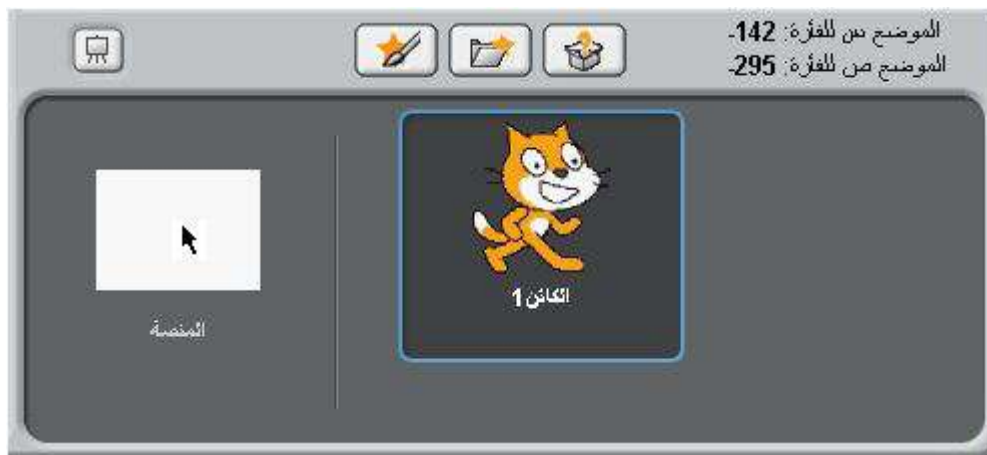 الموضع س للفأرة: 142-
الموضع ص للفأرة: 295-
الكائن1
المنصة